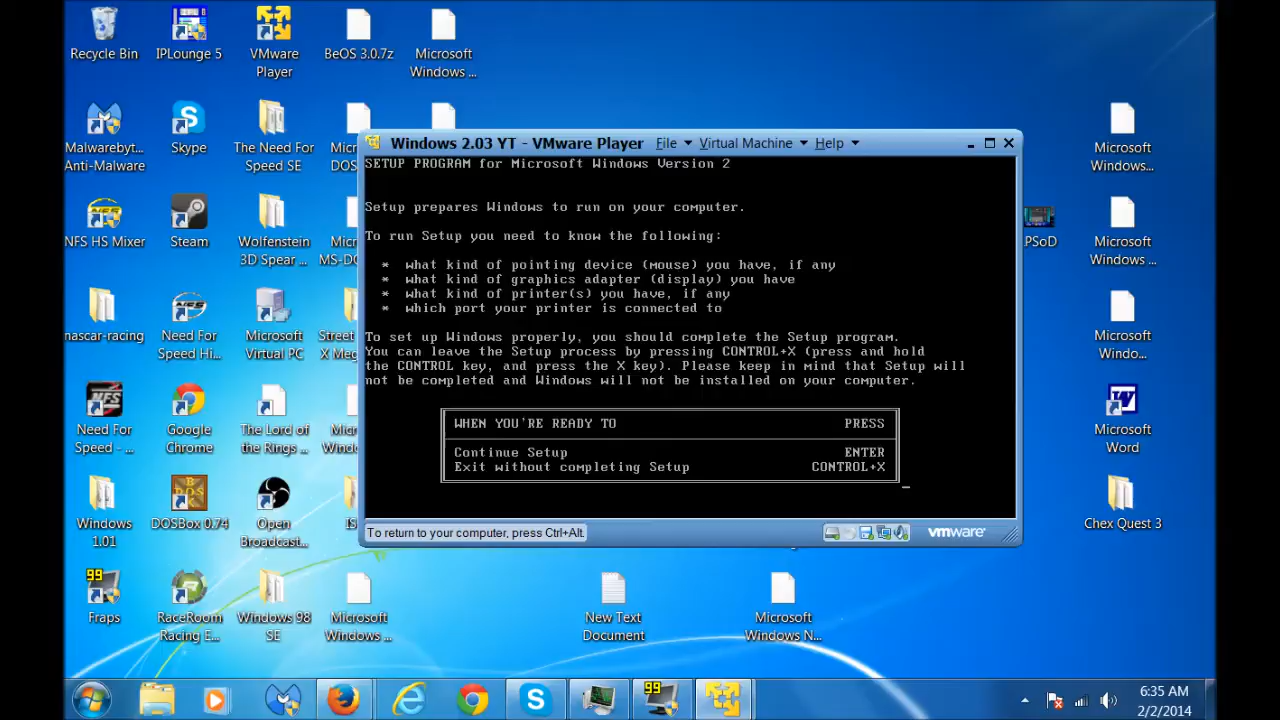 Recycle Bin
IPLounge 5
VMware
Player
BeOS 3.0.7z
Microsoft
Windows ...
Malwarebyt...
Anti-Malware
Skype
The Need For
Speed SE
NFS HS Mixer
Steam
Wolfenstein
3D Spear ...
nascar-racing
Need For
Speed Hi...
Microsoft
Virtual PC
Need For
Speed - ...
Google
Chrome
The Lord of
the Rings ...
Windows
1.01
DOSBox 0.74
Open
Broadcast...
99
Fraps
RaceRoom
Racing E...
Windows 98
SE
Microsoft
Windows ...
New Text
Document
Microsoft
Windows N...
Microsoft
Windows...
PSoD
Microsoft
Windows ...
Microsoft
Windo...
Microsoft
Word
Chex Quest 3
Windows 2.03 YT - VMware Player File Virtual Machine Help
SETUP PROGRAM for Microsoft Windows Version 2
Setup prepares Windows to run on your computer.
To run Setup you need to know the following:
* what kind of pointing device (mouse) you have, if any
* what kind of graphics adapter (display) you have
* what kind of printer(s) you have, if any
* which port your printer is connected to
To set up Windows properly, you should complete the Setup program.
You can leave the Setup process by pressing CONTROL+X (press and hold
the CONTROL key, and press the X key). Please keep in mind that Setup will
not be completed and Windows will not be installed on your computer.
WHEN YOU'RE READY TO PRESS
Continue Setup ENTER
Exit without completing Setup CONTROL+X
To return to your computer, press Ctrl+Alt.
vmware
99
6:35 AM
2/2/2014